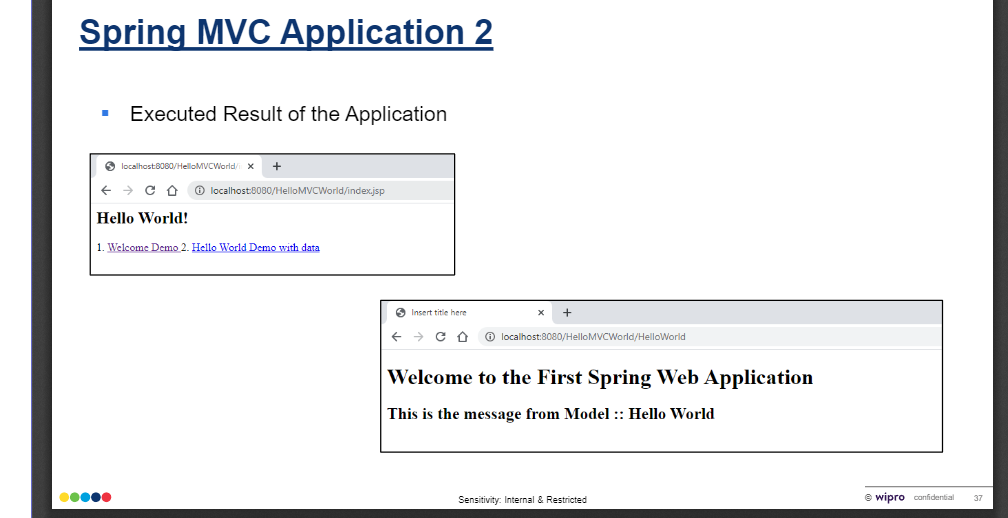 Spring MVC Application 2
Executed Result of the Application
localhost:8080/HelloMVCWorld/
localhost:8080/HelloMVCWorld/index.jsp
Hello World!
1. Welcome Demo 2. Hello World Demo with data
Insert title here
localhost:8080/HelloMVCWorld/HelloWorld
Welcome to the First Spring Web Application
This is the message from Model :: Hello World
Sensitivity: Internal & Restricted
© wipro confidential 37